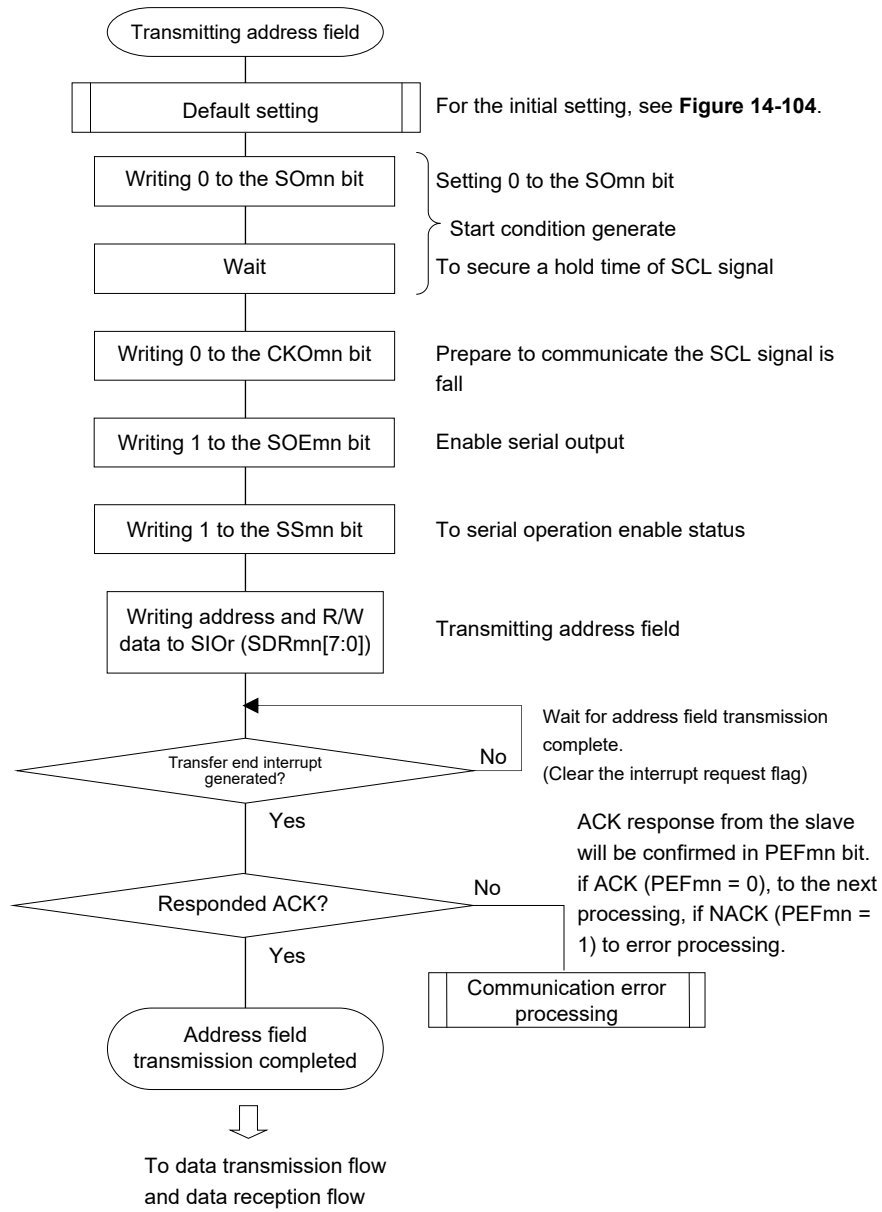 Transmitting address field
Default setting
For the initial setting, see Figure 14-104.
Writing 0 to the SOmn bit
Setting 0 to the SOmn bit
Start condition generate
Wait
To secure a hold time of SCL signal
Writing 0 to the CKOmn bit
Prepare to communicate the SCL signal is
fall
Writing 1 to the SOEmn bit
Enable serial output
Writing 1 to the SSmn bit
To serial operation enable status
Writing address and R/W
data to SIOr (SDRmn[7:0])
Transmitting address field
Wait for address field transmission
complete.
(Clear the interrupt request flag)
Transfer end interrupt
generated?
No
Yes
ACK response from the slave
will be confirmed in PEFmn bit.
if ACK (PEFmn = 0), to the next
processing, if NACK (PEFmn =
1) to error processing.
Responded ACK?
No
Yes
Communication error
processing
Address field
transmission completed
To data transmission flow
and data reception flow